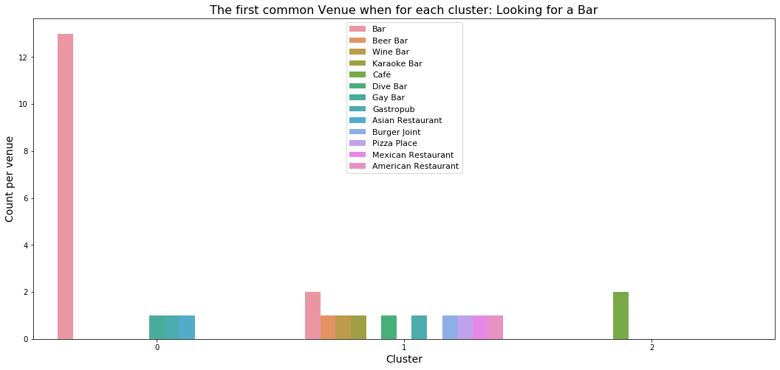 The first common Venue when for each cluster: Looking for a Bar
Bar
Beer Bar
Wine Bar
Karaoke Bar
Café
Dive Bar
Gay Bar
Gastropub
Asian Restaurant
Burger Joint
Pizza Place
Mexican Restaurant
American Restaurant
Count per venue
12
10
8
6
4
2
0
0 1 2
Cluster